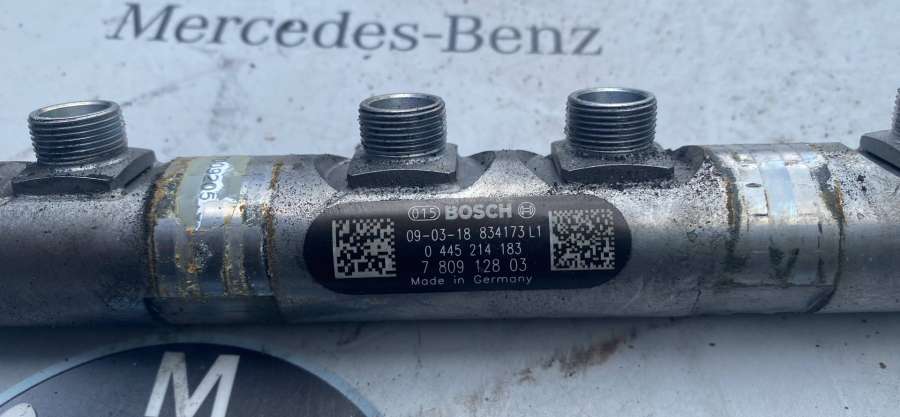 Mercedes-Benz
015 BOSCH
09-03-18 834173 L1
0 445 214 183
7 809 128 03
Made in Germany
M